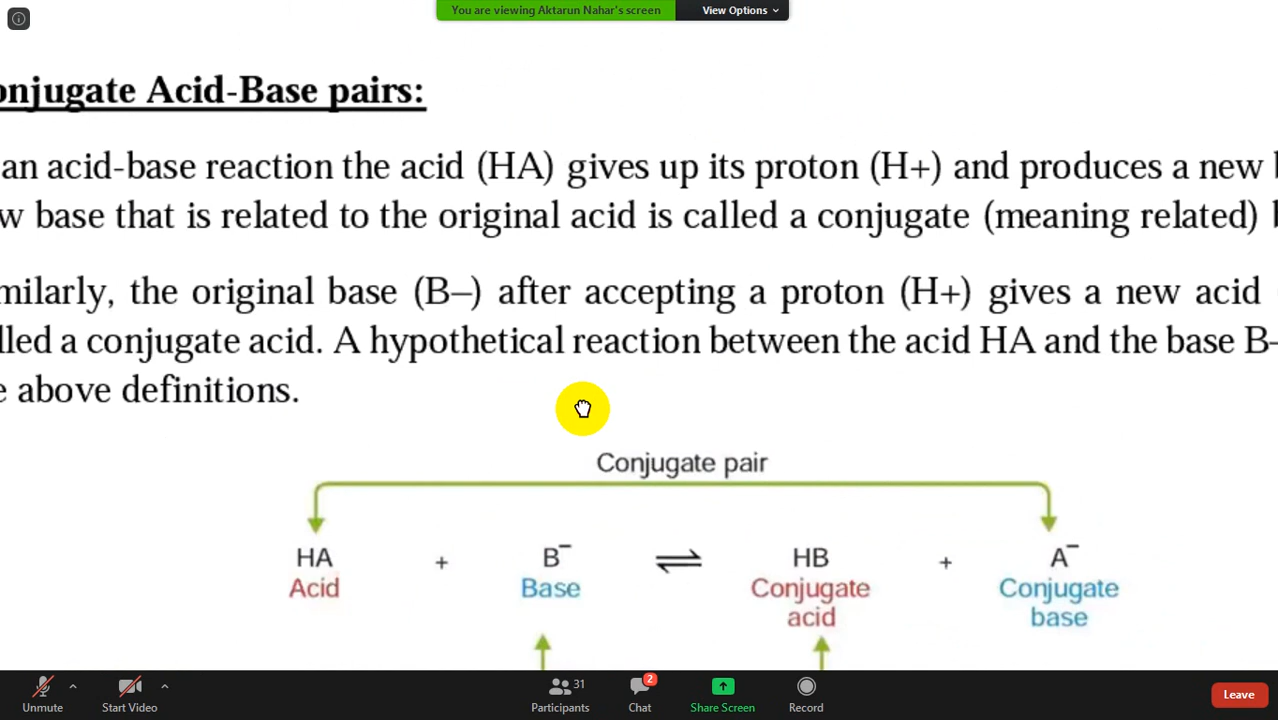 You are viewing Aktarun Nahar's screen View Options
onjugate Acid-Base pairs:
an acid-base reaction the acid (HA) gives up its proton (H+) and produces a new
w base that is related to the original acid is called a conjugate (meaning related)
milarly, the original base (B–) after accepting a proton (H+) gives a new acid
lled a conjugate acid. A hypothetical reaction between the acid HA and the base B–
e above definitions.
Conjugate pair
HA + B⁻ ⇌ HB + A⁻
Acid Base Conjugate Conjugate
acid base
31 2
Unmute Start Video Participants Chat Share Screen Record Leave